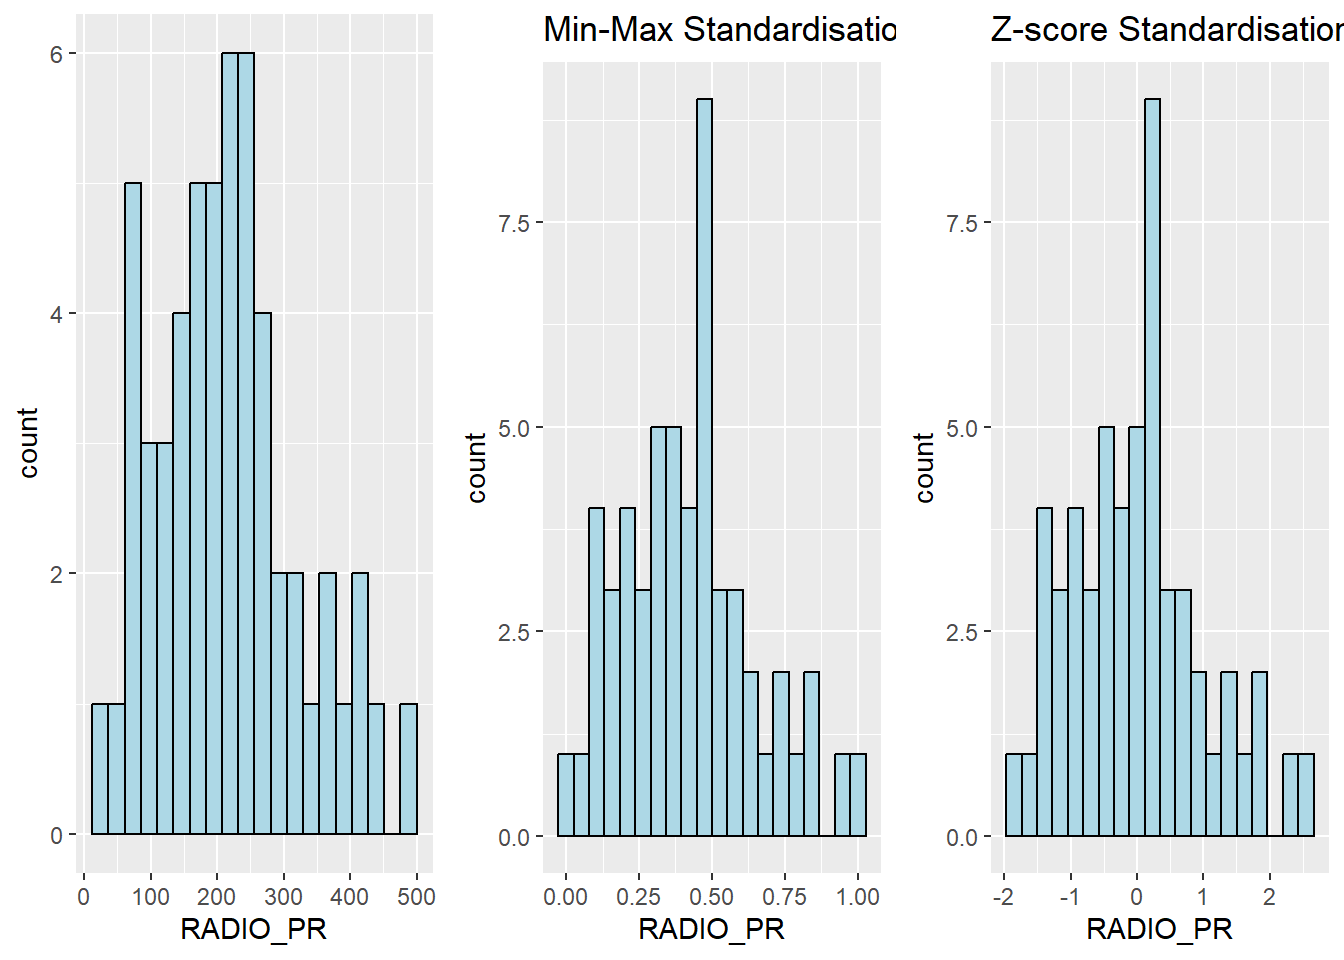 Min-Max Standardisatio
Z-score Standardisation
6
4
2
0
count
0 100 200 300 400 500
RADIO_PR
7.5
5.0
2.5
0.0
count
0.00 0.25 0.50 0.75 1.00
RADIO_PR
7.5
5.0
2.5
0.0
count
-2 -1 0 1 2
RADIO_PR